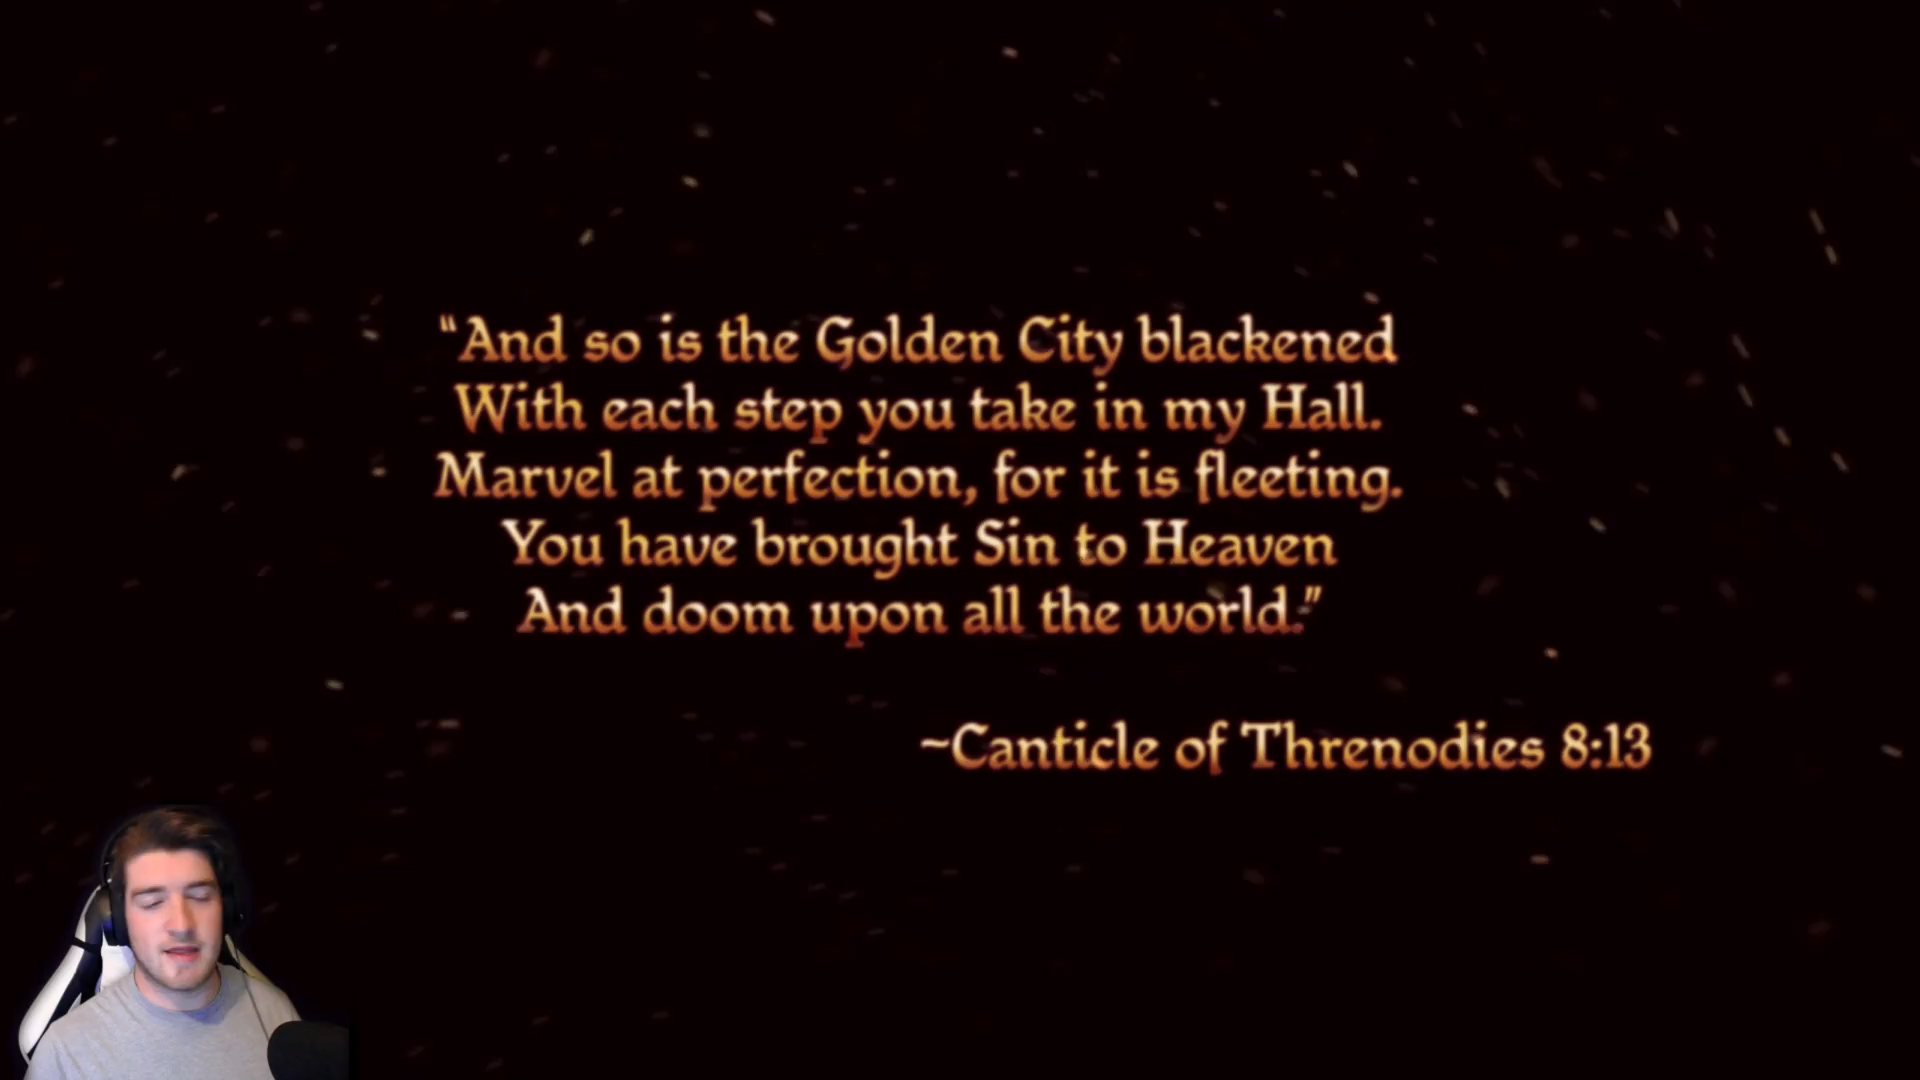 “And so is the Golden City blackened
With each step you take in my Hall.
Marvel at perfection, for it is fleeting.
You have brought Sin to Heaven
And doom upon all the world.”
~Canticle of Threnodies 8:13